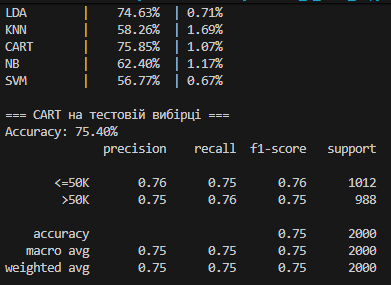 LDA | 74.63% | 0.71%
KNN | 58.26% | 1.69%
CART | 75.85% | 1.07%
NB | 62.40% | 1.17%
SVM | 56.77% | 0.67%
=== CART на тестовій вибірці ===
Accuracy: 75.40%
precision recall f1-score support
<=50K 0.76 0.75 0.76 1012
>50K 0.75 0.76 0.75 988
accuracy 0.75 2000
macro avg 0.75 0.75 0.75 2000
weighted avg 0.75 0.75 0.75 2000